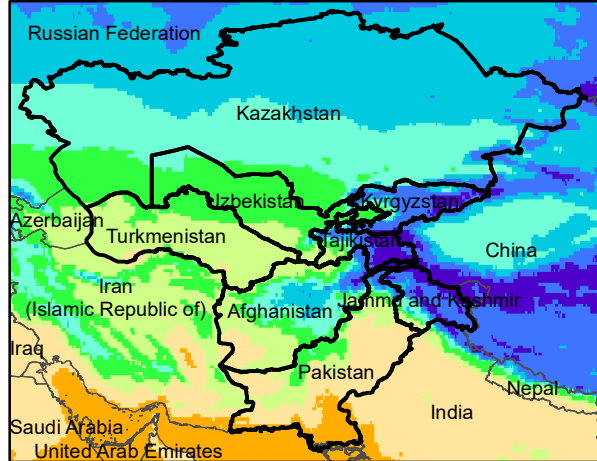 Russian Federation
Kazakhstan
Uzbekistan
Kyrgyzstan
Azerbaijan
Turkmenistan
Tajikistan
China
Iran
(Islamic Republic of)
Afghanistan
Jammu and Kashmir
Iraq
Pakistan
Nepal
India
Saudi Arabia
United Arab Emirates